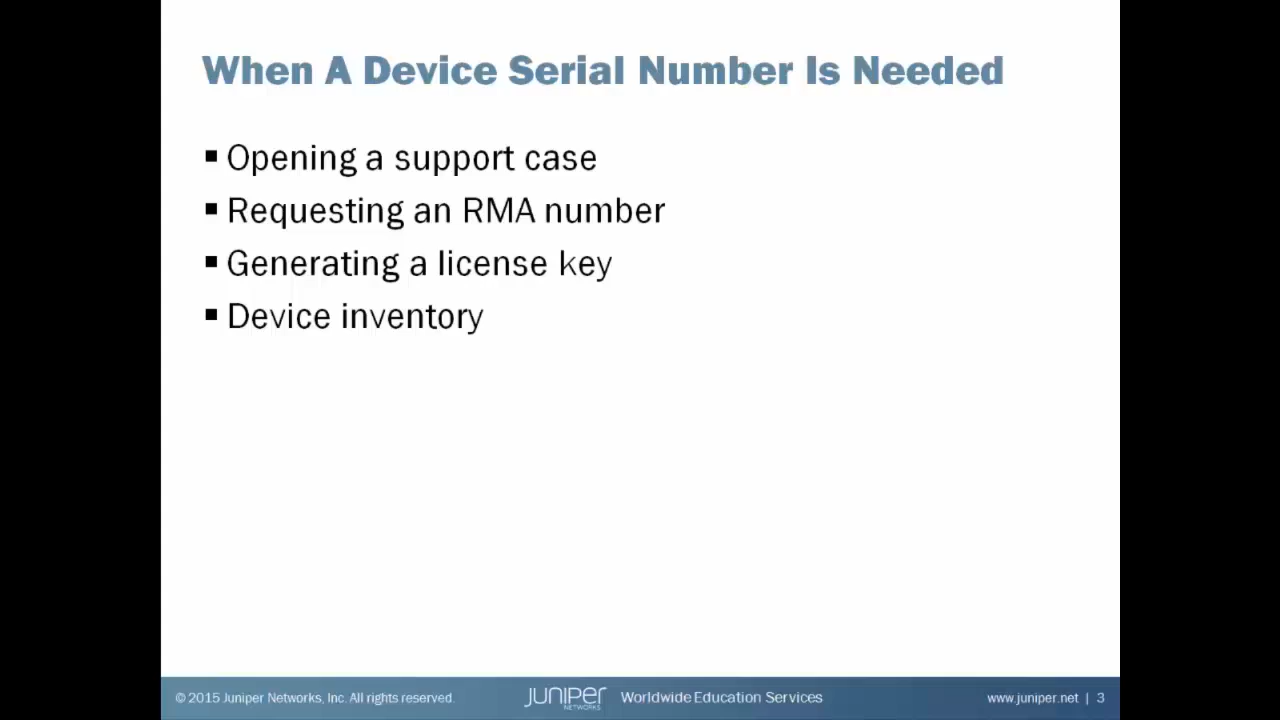 When A Device Serial Number Is Needed
▪ Opening a support case
▪ Requesting an RMA number
▪ Generating a license key
▪ Device inventory
© 2015 Juniper Networks, Inc. All rights reserved.
JUNIPER
NETWORKS
Worldwide Education Services
www.juniper.net | 3